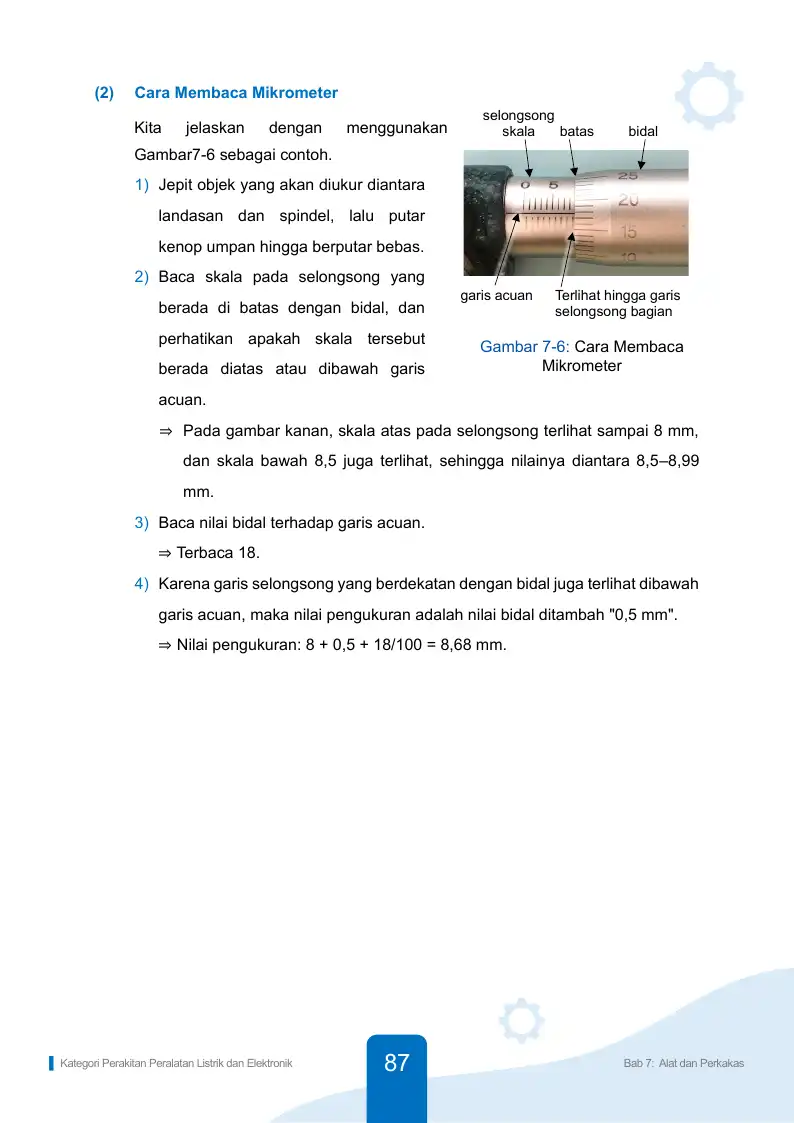 (2) Cara Membaca Mikrometer
Kita jelaskan dengan menggunakan
Gambar7-6 sebagai contoh.
1) Jepit objek yang akan diukur diantara
landasan dan spindel, lalu putar
kenop umpan hingga berputar bebas.
2) Baca skala pada selongsong yang
berada di batas dengan bidal, dan
perhatikan apakah skala tersebut
berada diatas atau dibawah garis
acuan.
selongsong
skala batas bidal
0 5
25
20
15
10
garis acuan Terlihat hingga garis
selongsong bagian
Gambar 7-6: Cara Membaca
Mikrometer
⇒ Pada gambar kanan, skala atas pada selongsong terlihat sampai 8 mm,
dan skala bawah 8,5 juga terlihat, sehingga nilainya diantara 8,5–8,99
mm.
3) Baca nilai bidal terhadap garis acuan.
⇒ Terbaca 18.
4) Karena garis selongsong yang berdekatan dengan bidal juga terlihat dibawah
garis acuan, maka nilai pengukuran adalah nilai bidal ditambah "0,5 mm".
⇒ Nilai pengukuran: 8 + 0,5 + 18/100 = 8,68 mm.
Kategori Perakitan Peralatan Listrik dan Elektronik
87
Bab 7: Alat dan Perkakas